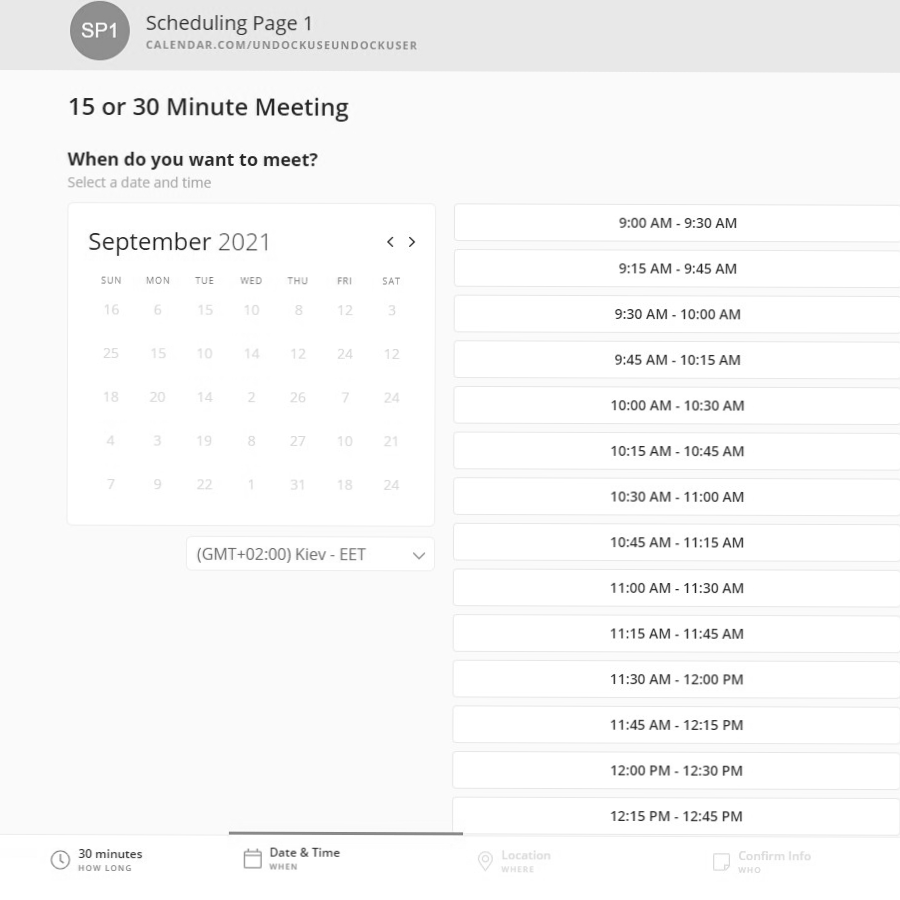 SP1
Scheduling Page 1
CALENDAR.COM/UNDOCKUSEUNDOCKUSER
15 or 30 Minute Meeting
When do you want to meet?
Select a date and time
September 2021
SUN MON TUE WED THU FRI SAT
16 6 15 10 8 12 3
25 15 10 14 12 24 12
18 20 14 2 26 7 24
4 3 19 8 27 10 21
7 9 22 1 31 18 24
(GMT+02:00) Kiev - EET
9:00 AM - 9:30 AM
9:15 AM - 9:45 AM
9:30 AM - 10:00 AM
9:45 AM - 10:15 AM
10:00 AM - 10:30 AM
10:15 AM - 10:45 AM
10:30 AM - 11:00 AM
10:45 AM - 11:15 AM
11:00 AM - 11:30 AM
11:15 AM - 11:45 AM
11:30 AM - 12:00 PM
11:45 AM - 12:15 PM
12:00 PM - 12:30 PM
12:15 PM - 12:45 PM
30 minutes
HOW LONG
Date & Time
WHEN
Location
WHERE
Confirm Info
WHO